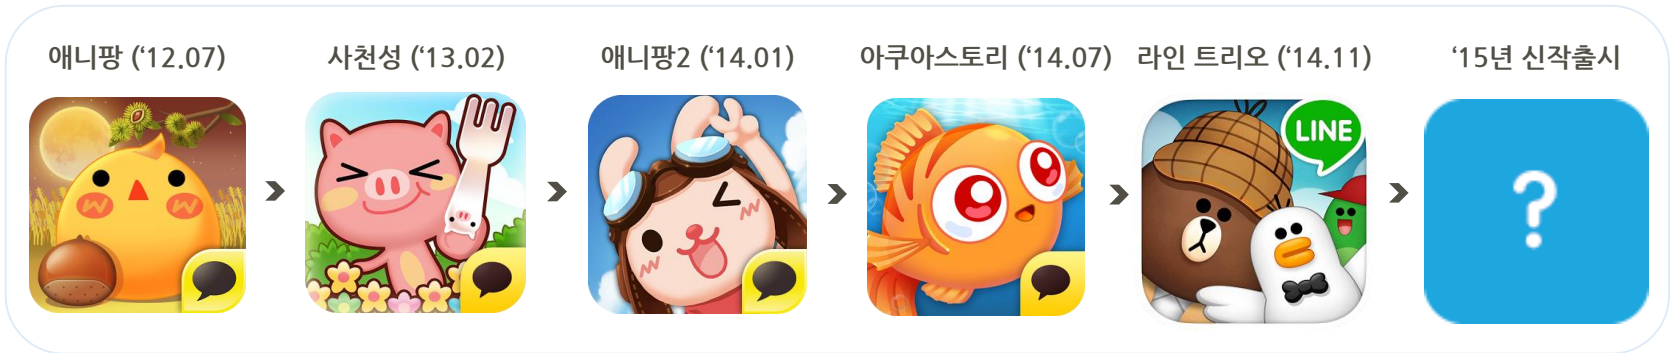 애니팡 (‘12.07)
사천성 (‘13.02)
애니팡2 (‘14.01)
아쿠아스토리 (‘14.07)
라인 트리오 (‘14.11)
‘15년 신작출시
LINE
?